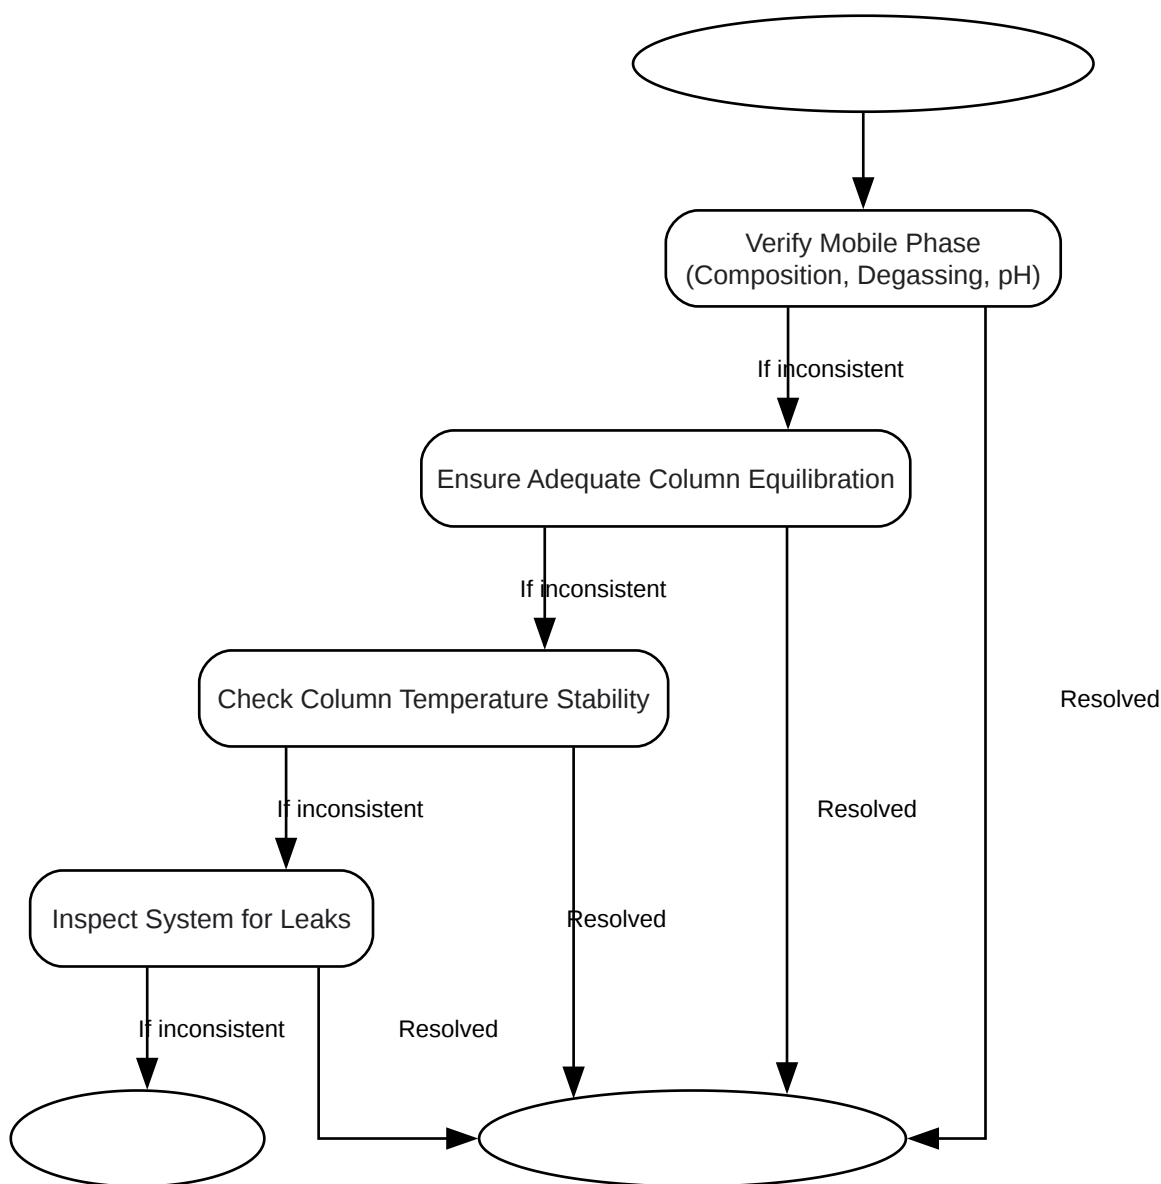 Verify Mobile Phase
(Composition, Degassing, pH)
If inconsistent
Ensure Adequate Column Equilibration
If inconsistent
Check Column Temperature Stability
Resolved
If inconsistent
Resolved
Inspect System for Leaks
Resolved
If inconsistent
Resolved